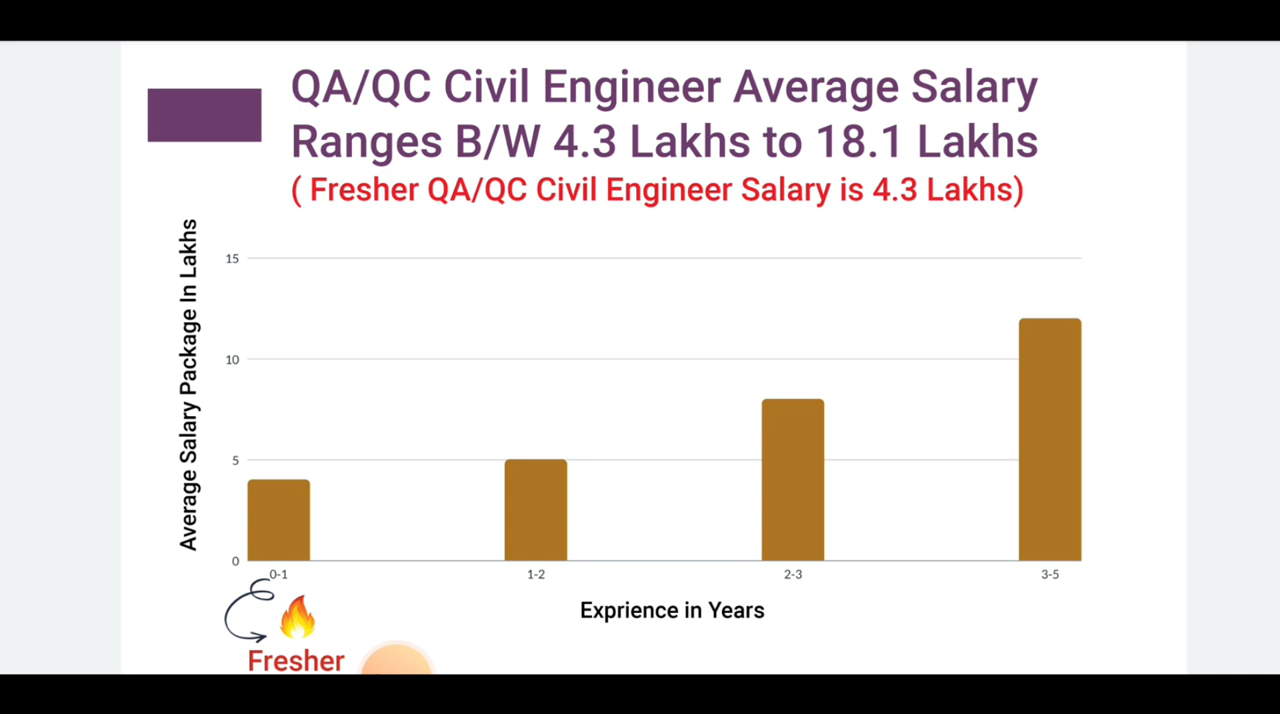 QA/QC Civil Engineer Average Salary
Ranges B/W 4.3 Lakhs to 18.1 Lakhs
( Fresher QA/QC Civil Engineer Salary is 4.3 Lakhs)
Average Salary Package In Lakhs
15
10
5
0
0-1
1-2
2-3
3-5
Exprience in Years
Fresher